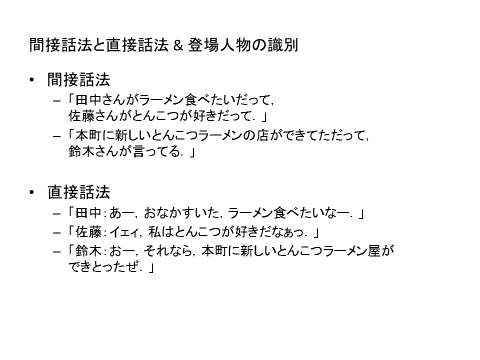 間接話法と直接話法 & 登場人物の識別
• 間接話法
– 「田中さんがラーメン食べたいだって，
佐藤さんがとんこつが好きだって．」
– 「本町に新しいとんこつラーメンの店ができてただって，
鈴木さんが言ってる．」
• 直接話法
– 「田中：あー，おなかすいた，ラーメン食べたいなー．」
– 「佐藤：イェィ，私はとんこつが好きだなぁっ．」
– 「鈴木：おー，それなら，本町に新しいとんこつラーメン屋が
できとったぜ．」